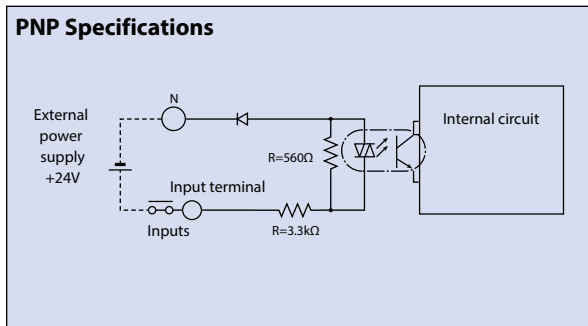 PNP Specifications
N
External
power
supply
+24V
Internal circuit
R=560Ω
Input terminal
Inputs
R=3.3kΩ